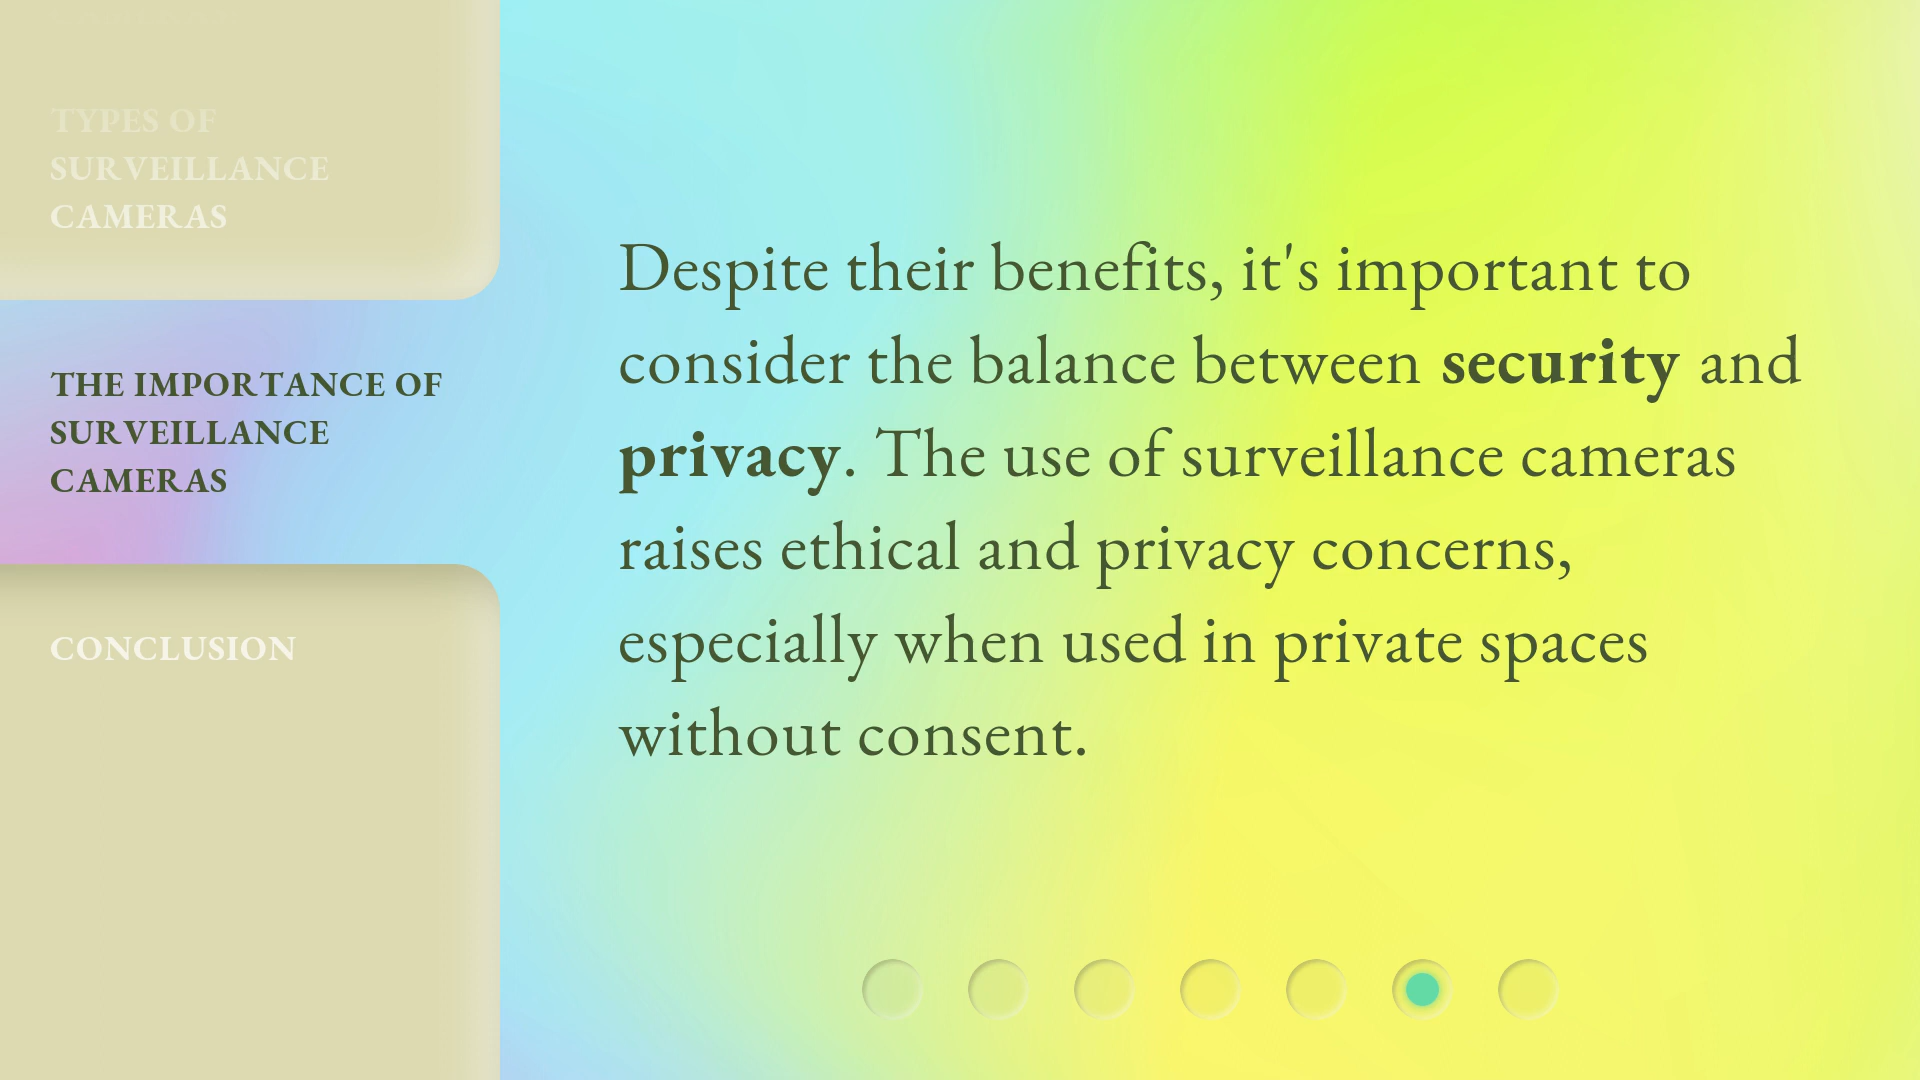 TYPES OF
SURVEILLANCE
CAMERAS
THE IMPORTANCE OF
SURVEILLANCE
CAMERAS
CONCLUSION
Despite their benefits, it's important to
consider the balance between security and
privacy. The use of surveillance cameras
raises ethical and privacy concerns,
especially when used in private spaces
without consent.